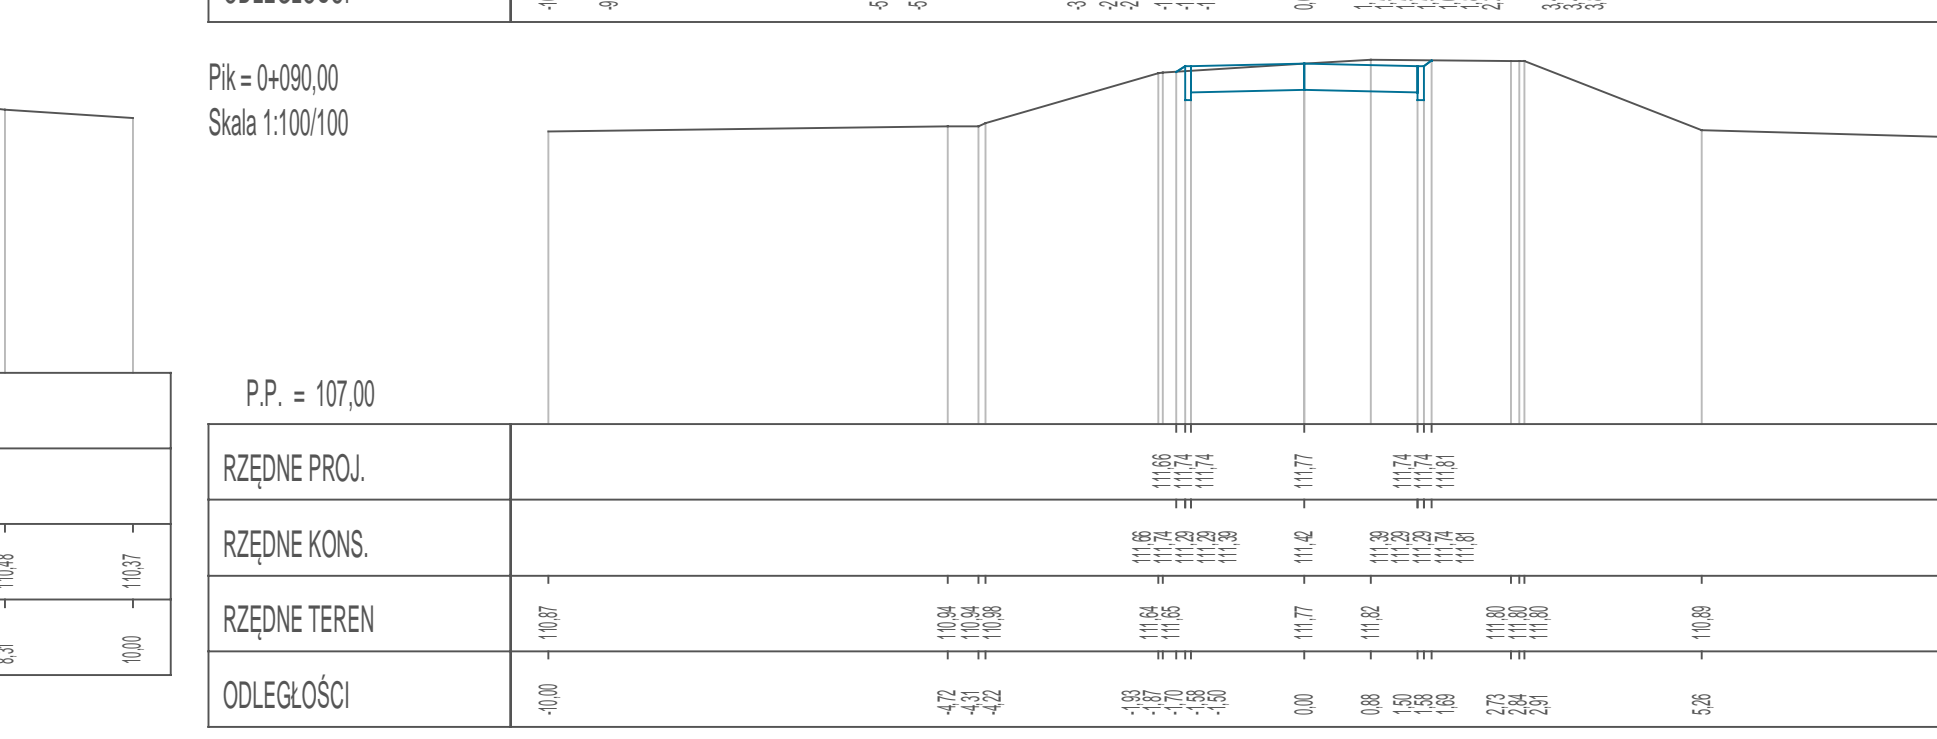 Pik = 0+090,00
Skala 1:100/100
P.P. = 107,00
RZĘDNE PROJ.
111,66 111,74 111,74 111,77 111,74 111,74 111,81
RZĘDNE KONS.
111,66 111,74 111,29 111,29 111,39 111,42 111,39 111,29 111,29 111,74 111,81
110,48 110,37
RZĘDNE TEREN
110,87 110,94 110,94 110,98 111,64 111,65 111,77 111,82 111,80 111,80 111,80 110,89
8,31 10,00
ODLEGŁOŚCI
-10,00 -4,72 -4,31 -4,22 -1,93 -1,87 -1,70 -1,58 -1,50 0,00 0,88 1,50 1,58 1,69 2,73 2,84 2,91 5,26